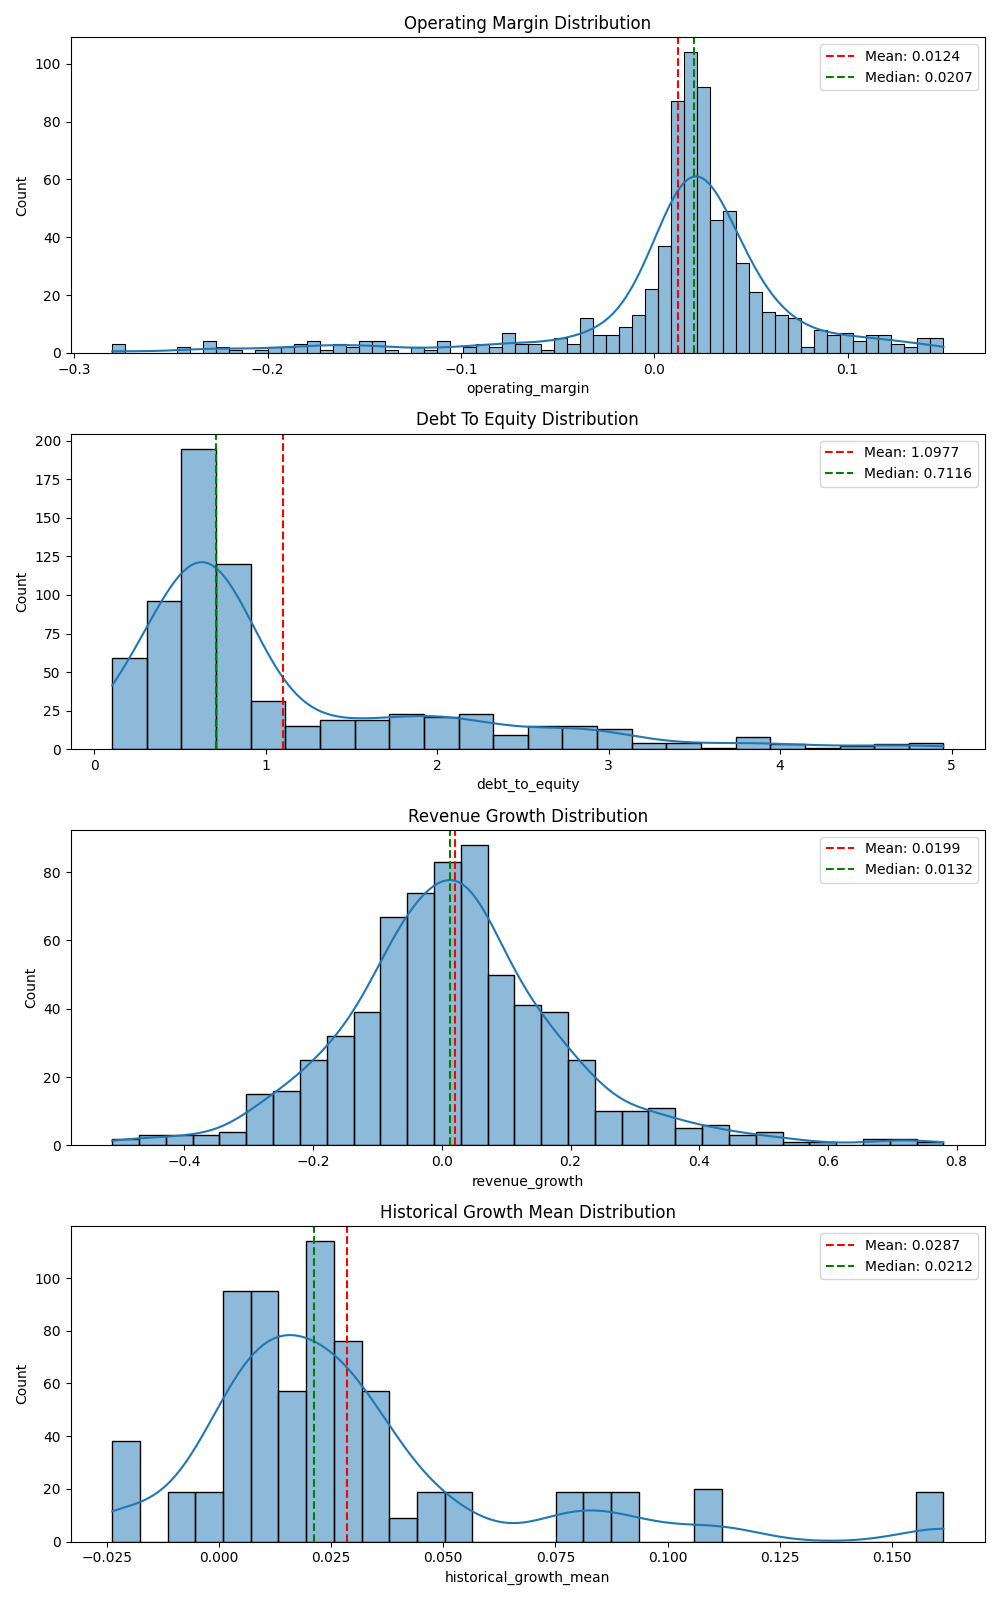 Operating Margin Distribution
Mean: 0.0124
Median: 0.0207
Count
100
80
60
40
20
0
−0.3
−0.2
−0.1
0.0
0.1
operating_margin
Debt To Equity Distribution
Mean: 1.0977
Median: 0.7116
Count
200
175
150
125
100
75
50
25
0
0
1
2
3
4
5
debt_to_equity
Revenue Growth Distribution
Mean: 0.0199
Median: 0.0132
Count
80
60
40
20
0
−0.4
−0.2
0.0
0.2
0.4
0.6
0.8
revenue_growth
Historical Growth Mean Distribution
Mean: 0.0287
Median: 0.0212
Count
100
80
60
40
20
0
−0.025
0.000
0.025
0.050
0.075
0.100
0.125
0.150
historical_growth_mean